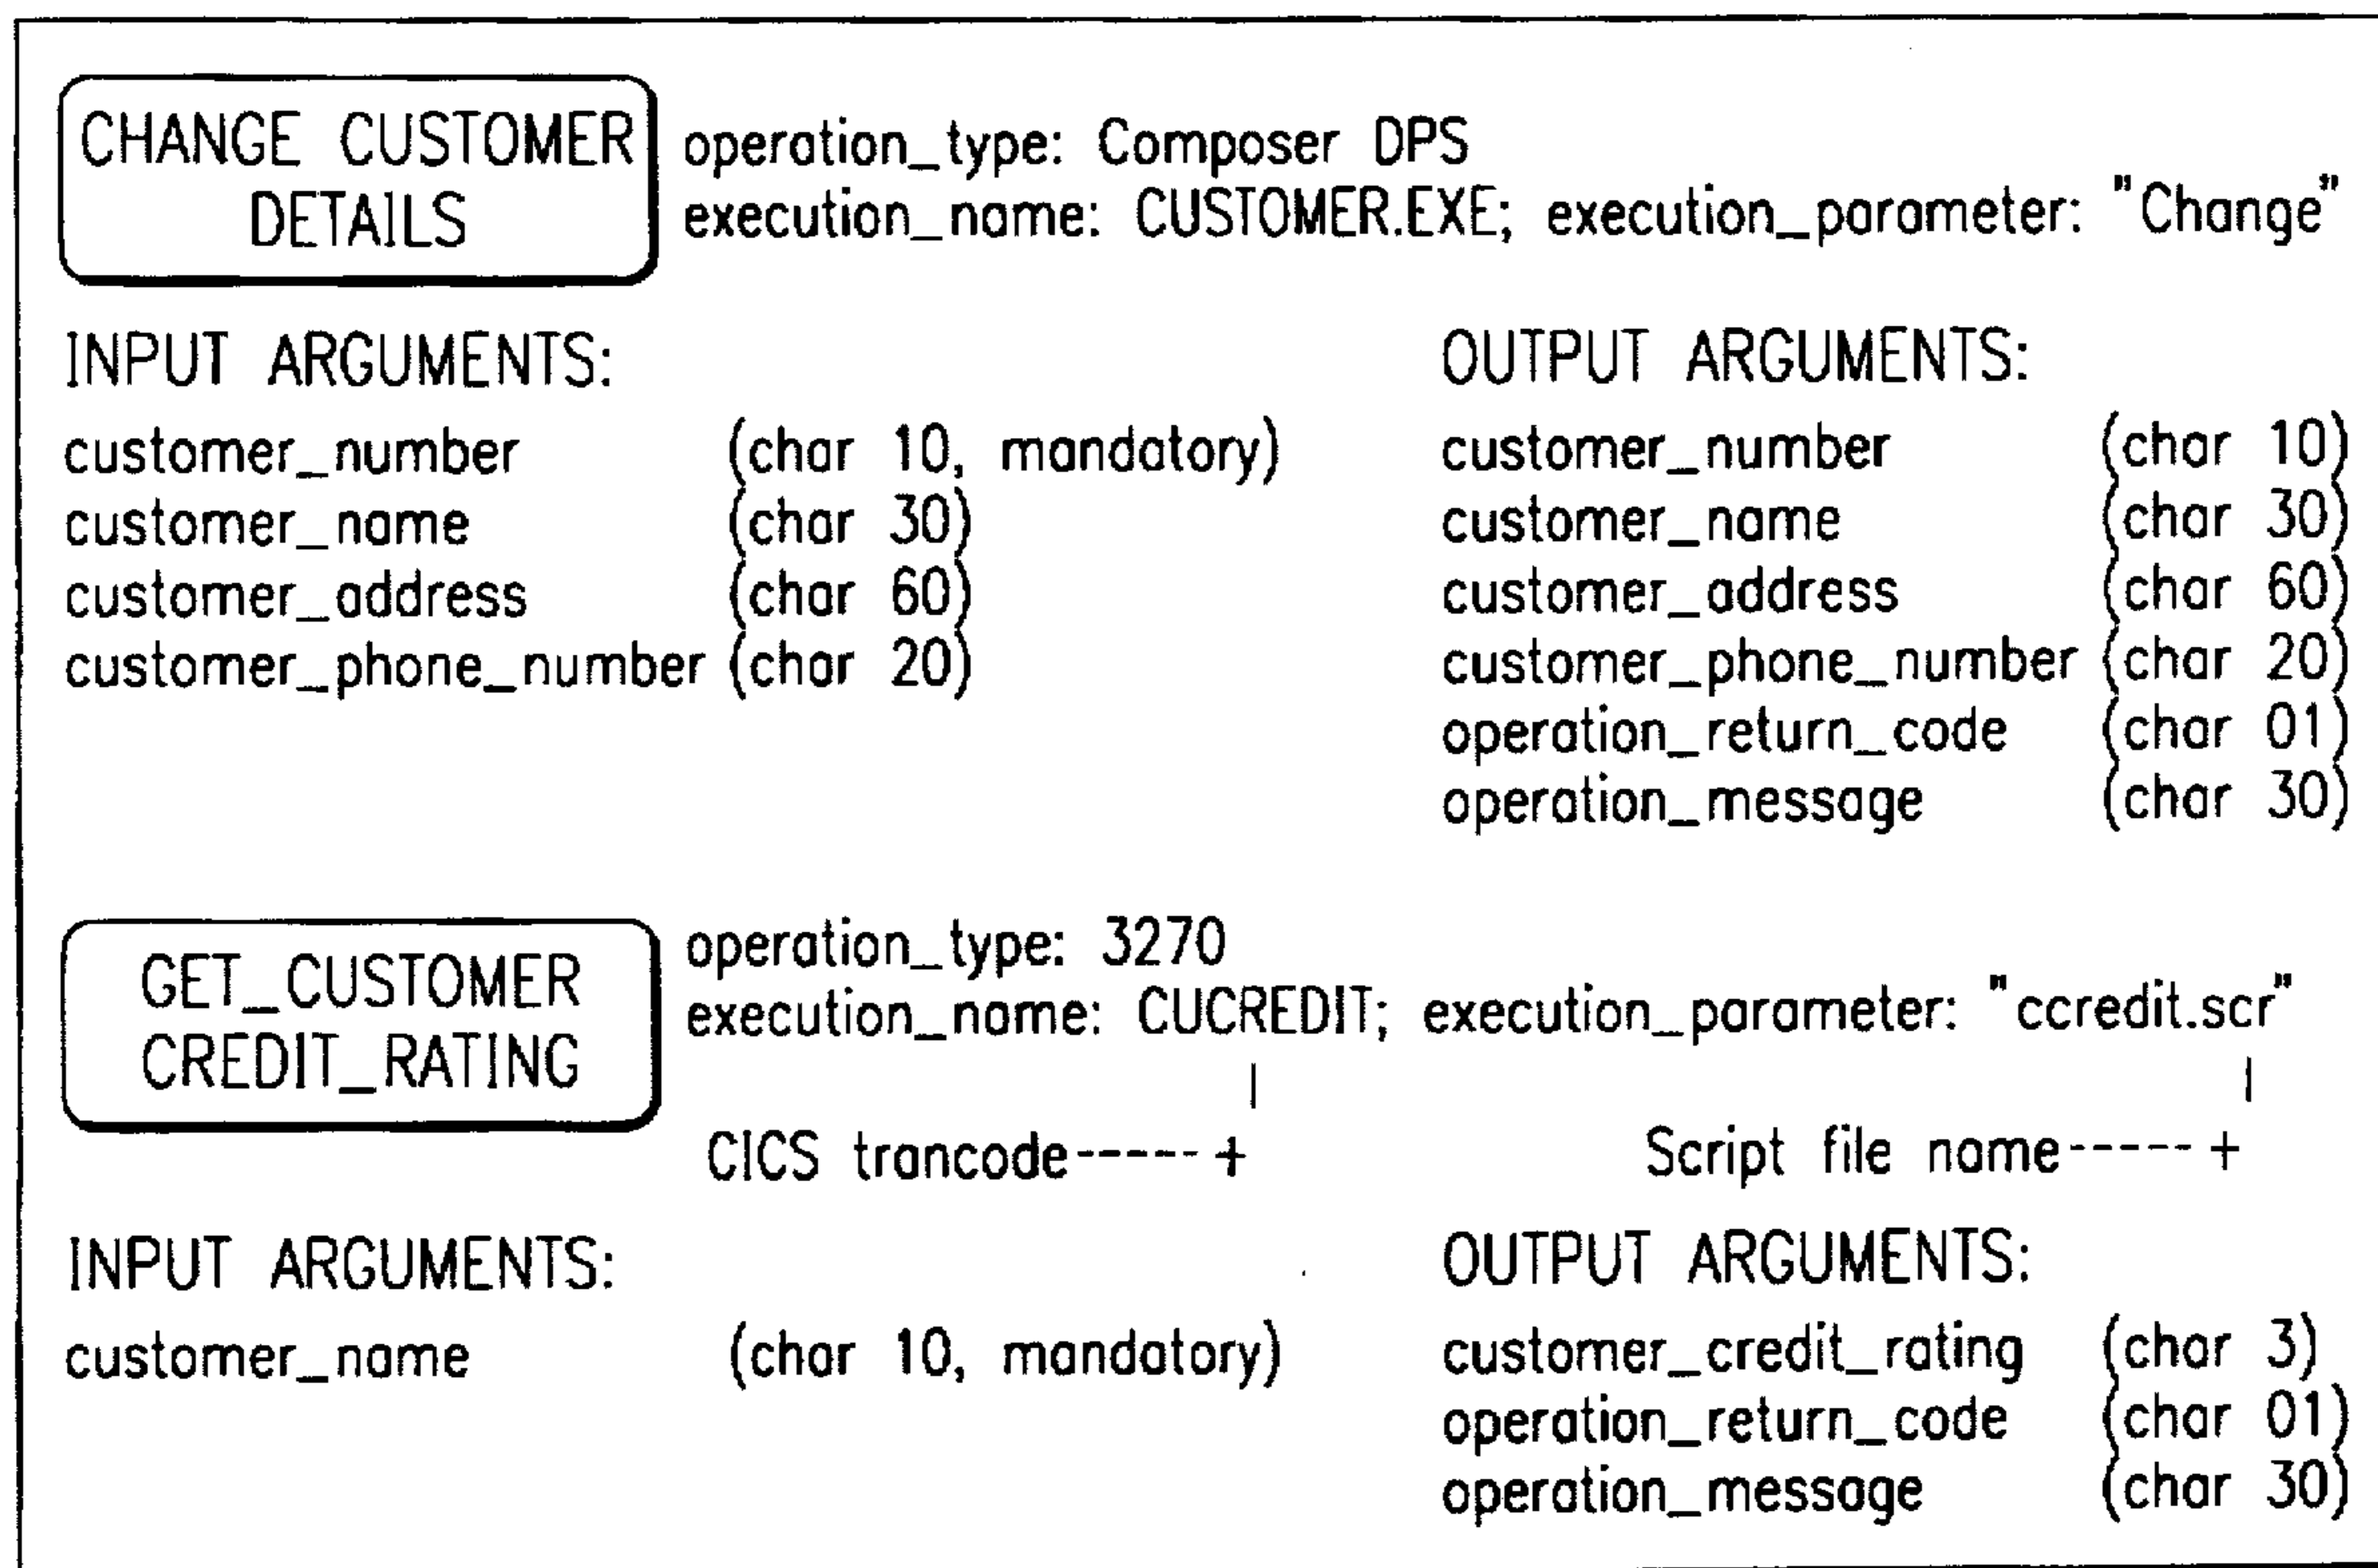 CHANGE CUSTOMER
DETAILS
operation_type: Composer DPS
execution_name: CUSTOMER.EXE; execution_parameter: "Change"
INPUT ARGUMENTS:
customer_number (char 10, mandatory)
customer_name (char 30)
customer_address (char 60)
customer_phone_number (char 20)
OUTPUT ARGUMENTS:
customer_number (char 10)
customer_name (char 30)
customer_address (char 60)
customer_phone_number (char 20)
operation_return_code (char 01)
operation_message (char 30)
GET_CUSTOMER
CREDIT_RATING
operation_type: 3270
execution_name: CUCREDIT; execution_parameter: "ccredit.scr"
CICS trancode-----+
Script file name-----+
INPUT ARGUMENTS:
customer_name (char 10, mandatory)
OUTPUT ARGUMENTS:
customer_credit_rating (char 3)
operation_return_code (char 01)
operation_message (char 30)